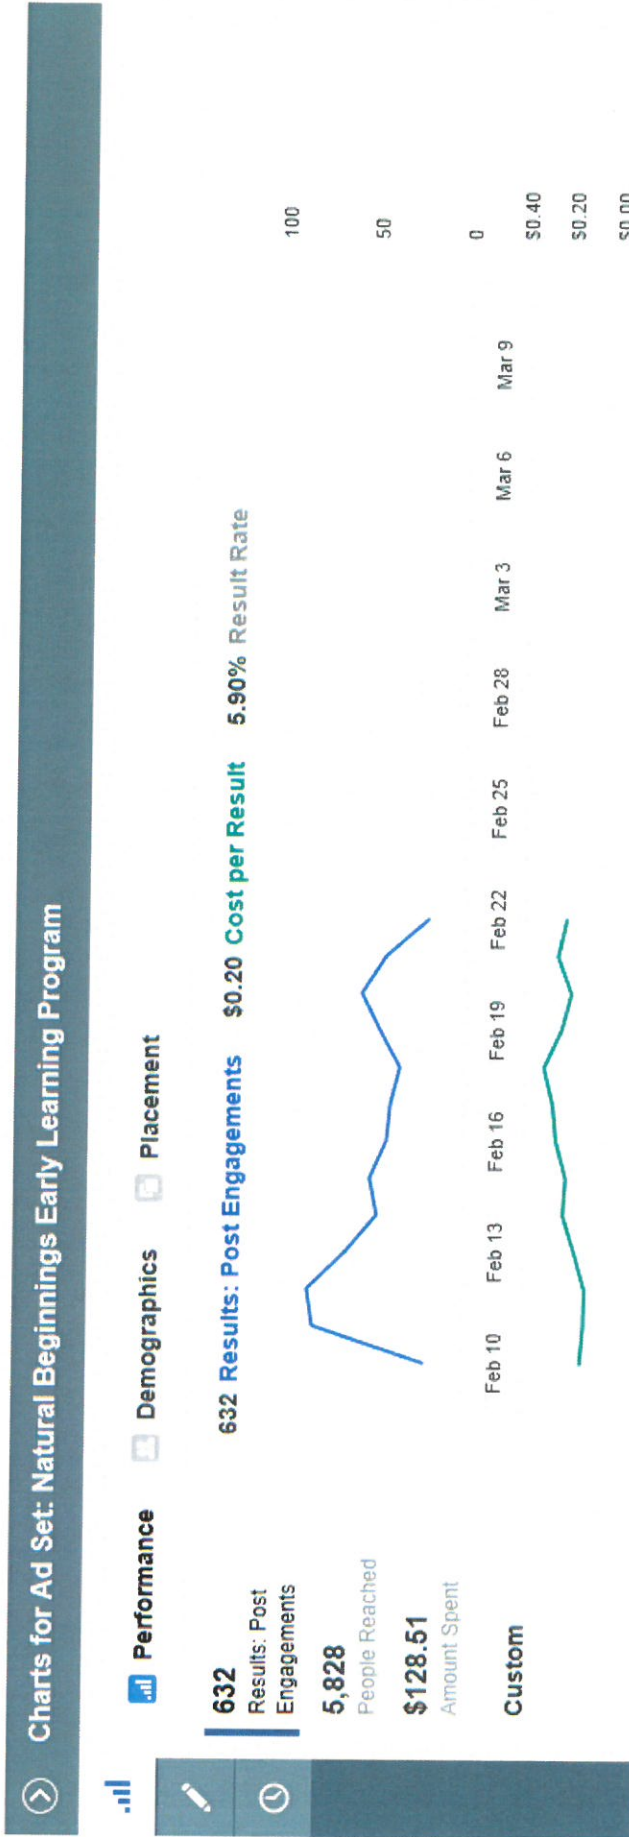 Charts for Ad Set: Natural Beginnings Early Learning Program
Performance
Demographics
Placement
632
Results: Post
Engagements
5,828
People Reached
$128.51
Amount Spent
Custom
632 Results: Post Engagements $0.20 Cost per Result 5.90% Result Rate
100
50
0
Feb 10 Feb 13 Feb 16 Feb 19 Feb 22 Feb 25 Feb 28 Mar 3 Mar 6 Mar 9
$0.40
$0.20
$0.00